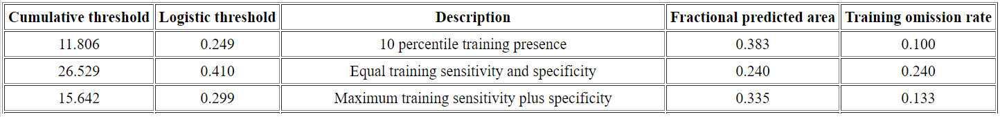 Cumulative threshold Logistic threshold Description Fractional predicted area Training omission rate
11.806 0.249 10 percentile training presence 0.383 0.100
26.529 0.410 Equal training sensitivity and specificity 0.240 0.240
15.642 0.299 Maximum training sensitivity plus specificity 0.335 0.133